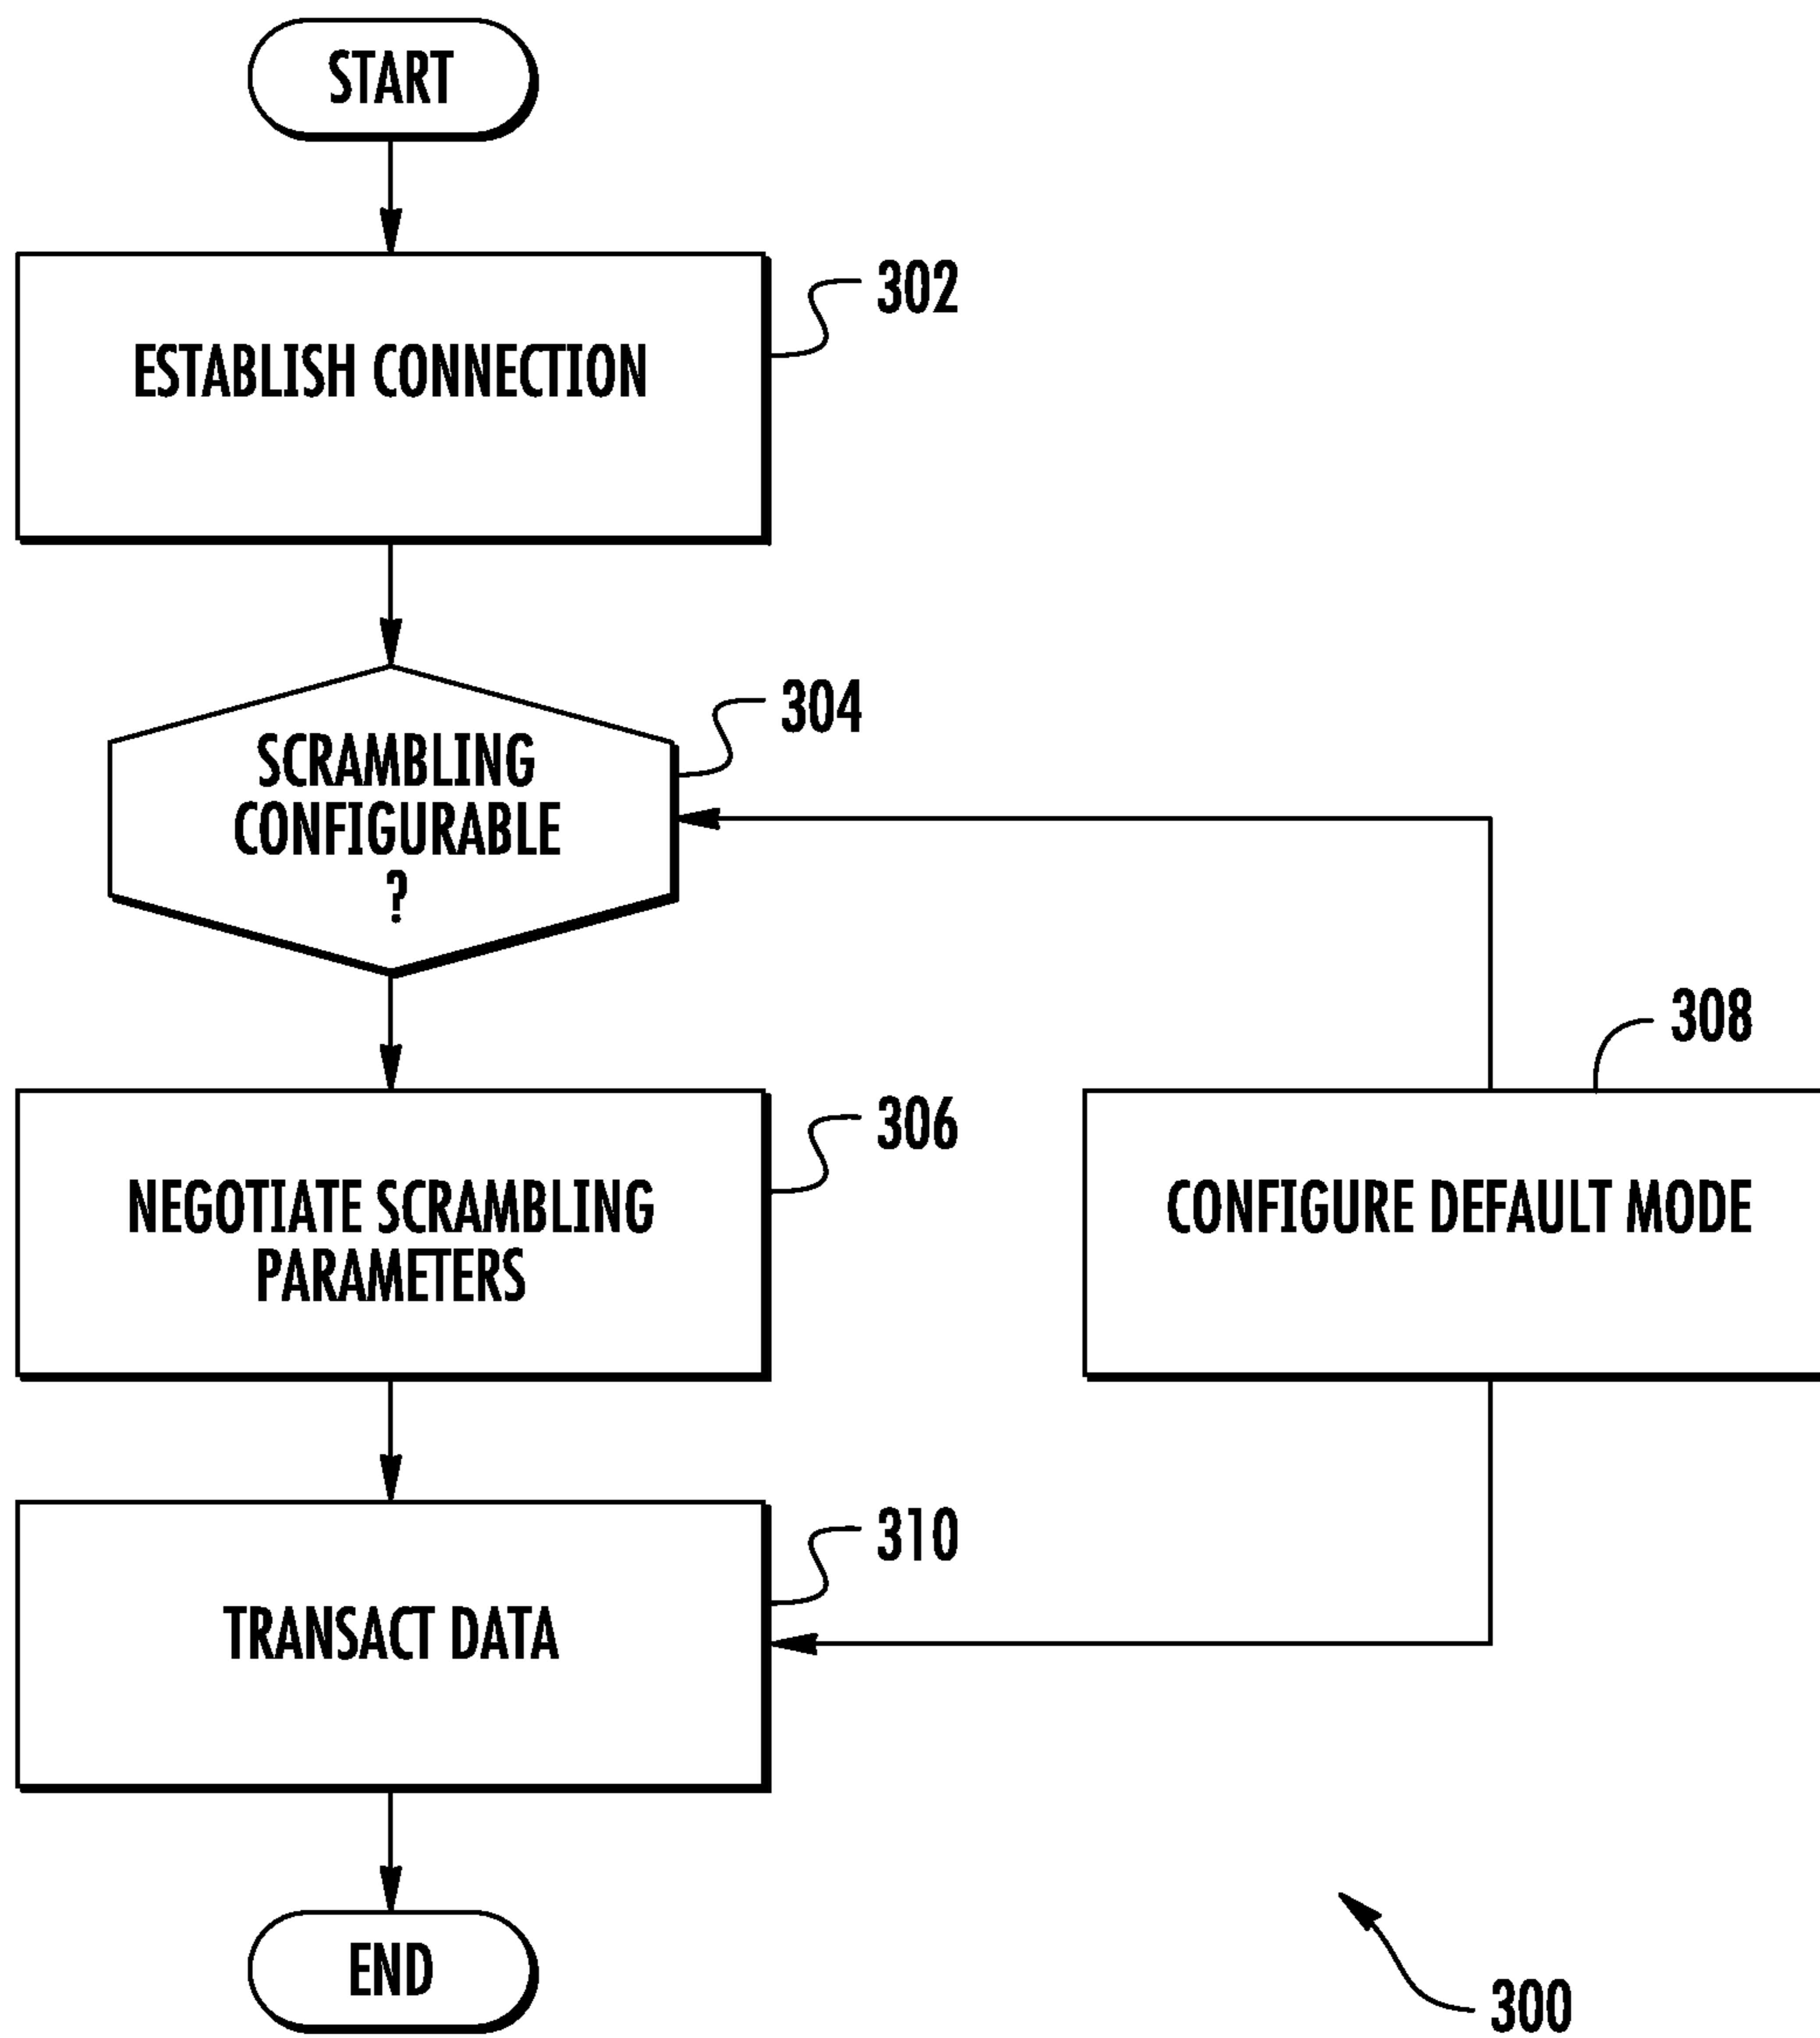 START
302
ESTABLISH CONNECTION
304
SCRAMBLING
CONFIGURABLE
?
308
306
NEGOTIATE SCRAMBLING
PARAMETERS
CONFIGURE DEFAULT MODE
310
TRANSACT DATA
END
300